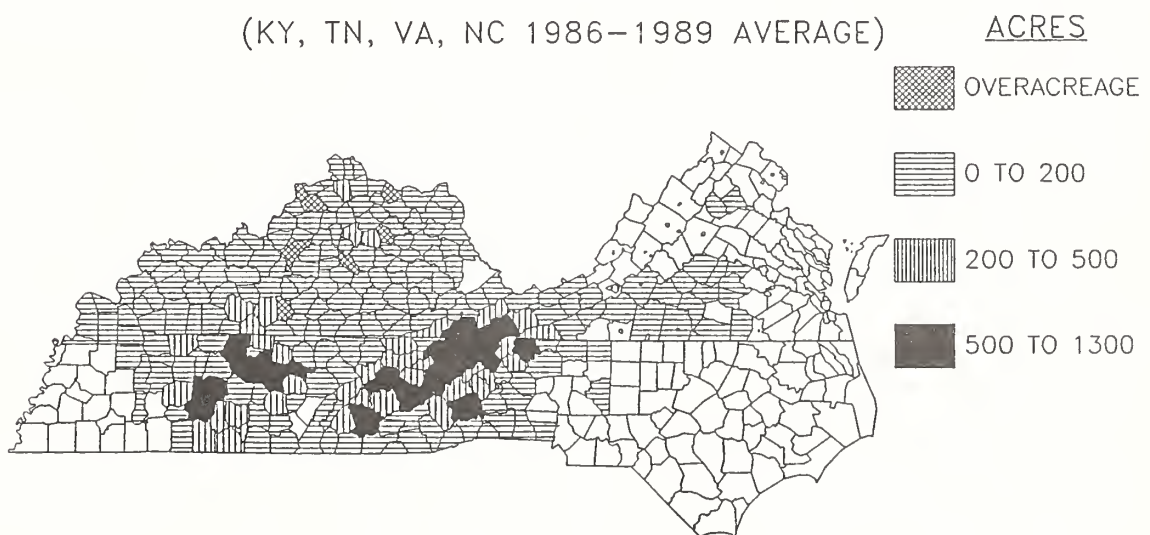 (KY, TN, VA, NC 1986-1989 AVERAGE)
ACRES
OVERACREAGE
0 TO 200
200 TO 500
500 TO 1300